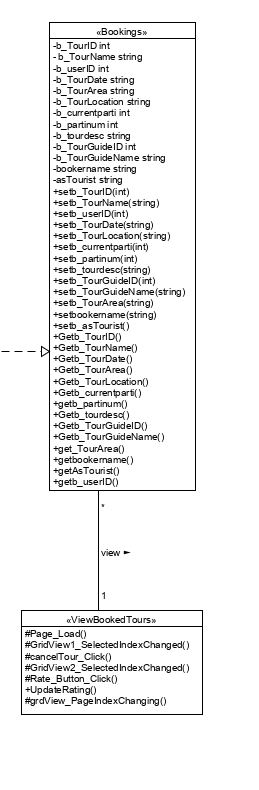 «Bookings»
-b_TourID int
- b_TourName string
-b_userID int
-b_TourDate string
-b_TourArea string
-b_TourLocation string
-b_currentparti int
-b_partinum int
-b_tourdesc string
-b_TourGuideID int
-b_TourGuideName string
-bookername string
-asTourist string
+setb_TourID(int)
+setb_TourName(string)
+setb_userID(int)
+setb_TourDate(string)
+setb_TourLocation(string)
+setb_currentparti(int)
+setb_partinum(int)
+setb_tourdesc(string)
+setb_TourGuideID(int)
+setb_TourGuideName(string)
+setb_TourArea(string)
+setbookername(string)
+setb_asTourist()
+Getb_TourID()
+Getb_TourName()
+Getb_TourDate()
+Getb_TourArea()
+Getb_TourLocation()
+Getb_currentparti()
+getb_partinum()
+Getb_tourdesc()
+Getb_TourGuideID()
+Getb_TourGuideName()
+get_TourArea()
+getbookername()
+getAsTourist()
+getb_userID()
*
view ►
1
«ViewBookedTours»
#Page_Load()
#GridView1_SelectedIndexChanged()
#cancelTour_Click()
#GridView2_SelectedIndexChanged()
#Rate_Button_Click()
+UpdateRating()
#grdView_PageIndexChanging()